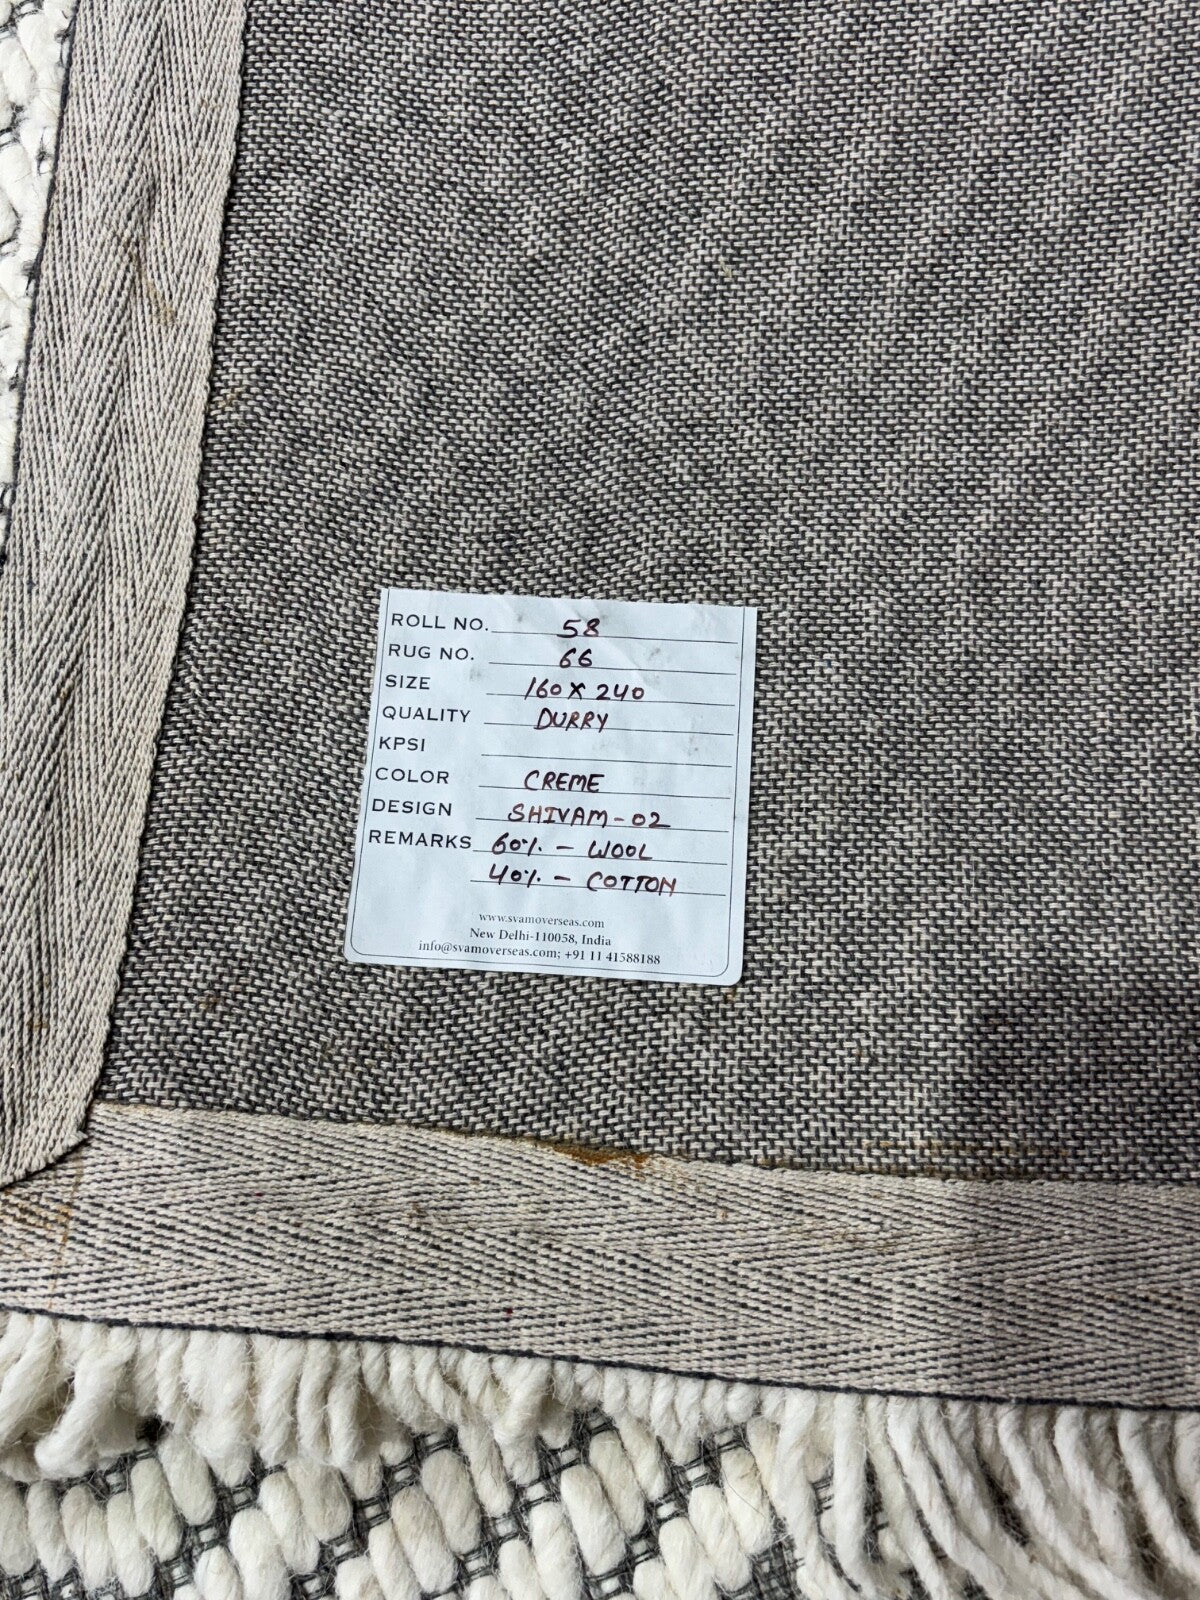 ROLL NO. 58
RUG NO. 66
SIZE 160 X 240
QUALITY DURRY
KPSI
COLOR CREME
DESIGN SHIVAM-02
REMARKS 60% - WOOL
40% - COTTON
www.svamoverseas.com
New Delhi-110058, India
info@svamoverseas.com; +91 11 41588188